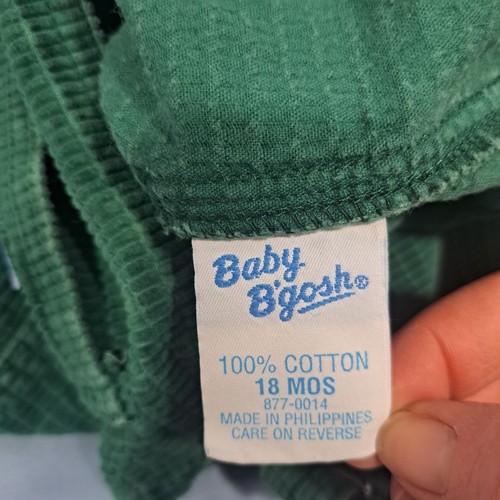 Baby
B'gosh®
100% COTTON
18 MOS
877-0014
MADE IN PHILIPPINES
CARE ON REVERSE